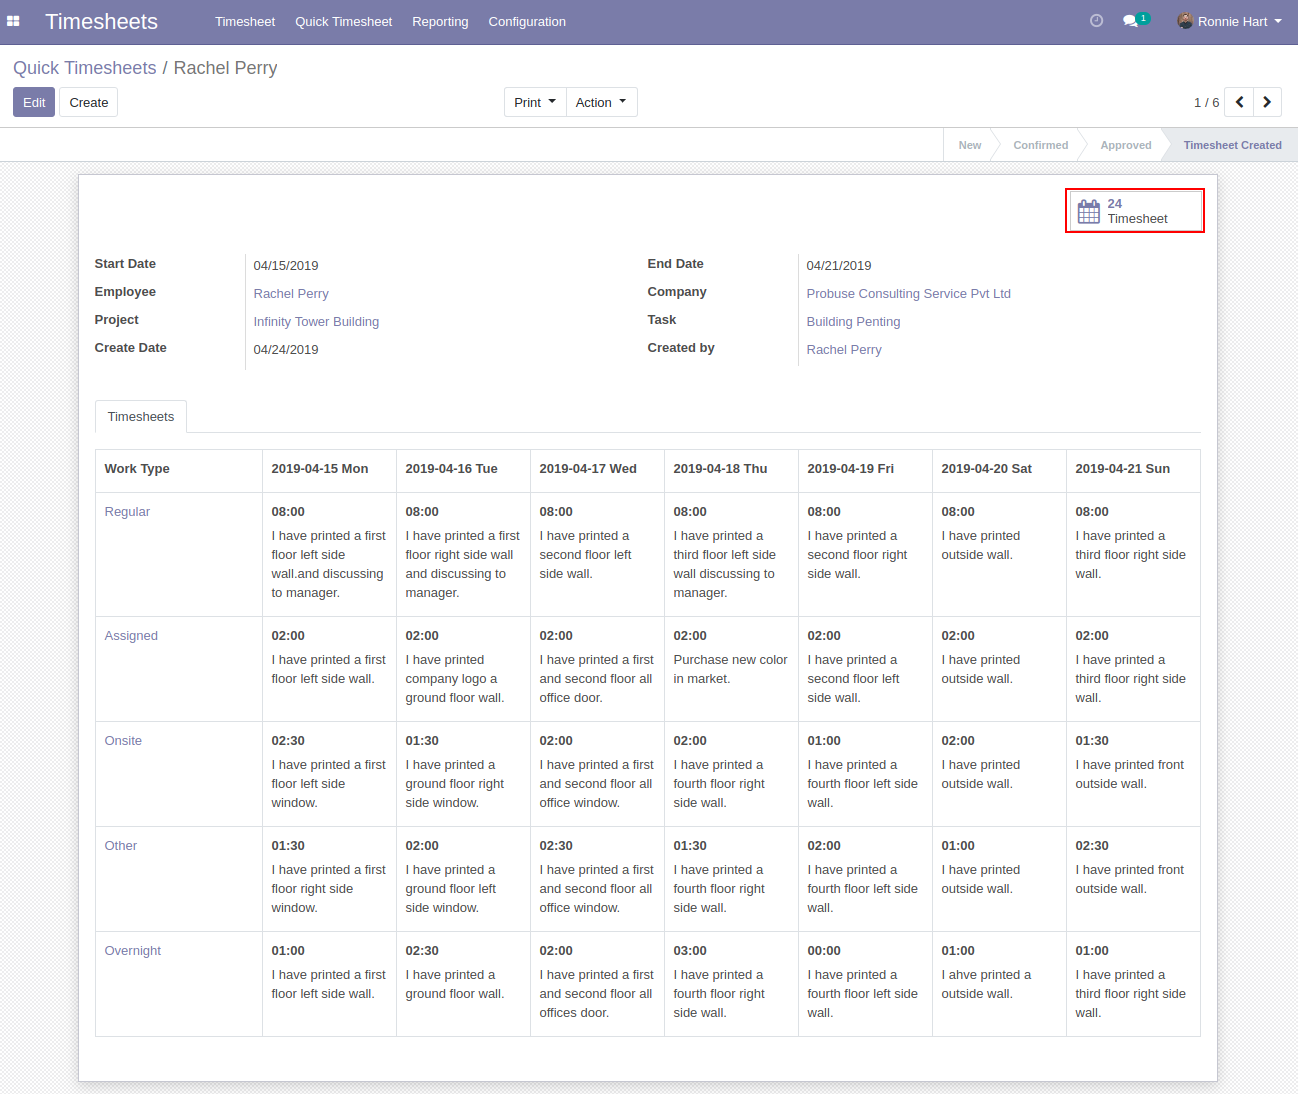 Timesheets Timesheet Quick Timesheet Reporting Configuration 1 Ronnie Hart
Quick Timesheets / Rachel Perry
Edit Create Print Action 1 / 6
New Confirmed Approved Timesheet Created
24
Timesheet
Start Date 04/15/2019 End Date 04/21/2019
Employee Rachel Perry Company Probuse Consulting Service Pvt Ltd
Project Infinity Tower Building Task Building Penting
Create Date 04/24/2019 Created by Rachel Perry
Timesheets
Work Type 2019-04-15 Mon 2019-04-16 Tue 2019-04-17 Wed 2019-04-18 Thu 2019-04-19 Fri 2019-04-20 Sat 2019-04-21 Sun
Regular 08:00 08:00 08:00 08:00 08:00 08:00 08:00
I have printed a first I have printed a first I have printed a I have printed a I have printed a I have printed I have printed a
floor left side floor right side wall second floor left third floor left side second floor right outside wall. third floor right side
wall.and discussing and discussing to side wall. wall discussing to side wall. wall.
to manager. manager. manager.
Assigned 02:00 02:00 02:00 02:00 02:00 02:00 02:00
I have printed a first I have printed I have printed a first Purchase new color I have printed a I have printed I have printed a
floor left side wall. company logo a and second floor all in market. second floor left outside wall. third floor right side
ground floor wall. office door. side wall. wall.
Onsite 02:30 01:30 02:00 02:00 01:00 02:00 01:30
I have printed a first I have printed a I have printed a first I have printed a I have printed a I have printed I have printed front
floor left side ground floor right and second floor all fourth floor right fourth floor left side outside wall. outside wall.
window. side window. office window. side wall. wall.
Other 01:30 02:00 02:30 01:30 02:00 01:00 02:30
I have printed a first I have printed a I have printed a first I have printed a I have printed a I have printed I have printed front
floor right side ground floor left and second floor all fourth floor right fourth floor left side outside wall. outside wall.
window. side window. office window. side wall. wall.
Overnight 01:00 02:30 02:00 03:00 00:00 01:00 01:00
I have printed a first I have printed a I have printed a first I have printed a I have printed a I ahve printed a I have printed a
floor left side wall. ground floor wall. and second floor all fourth floor right fourth floor left side outside wall. third floor right side
offices door. side wall. wall. wall.